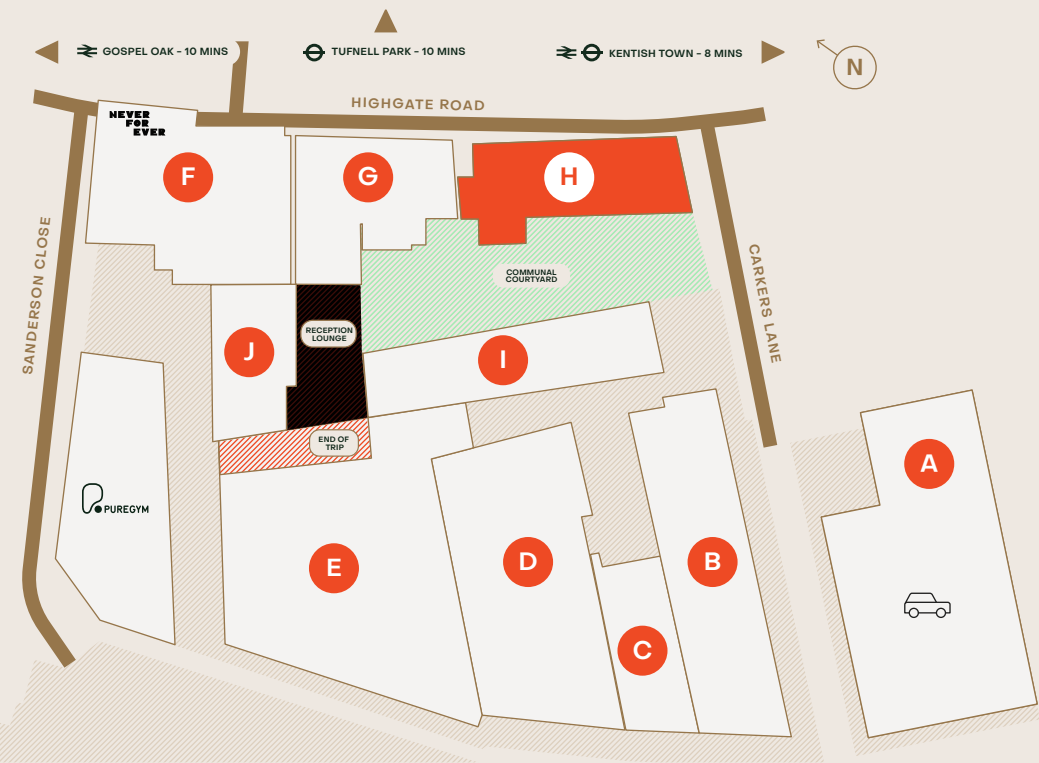 GOSPEL OAK - 10 MINS
TUFNELL PARK - 10 MINS
KENTISH TOWN - 8 MINS
N
HIGHGATE ROAD
NEVER
FOR
EVER
F
G
H
SANDERSON CLOSE
CARKERS LANE
COMMUNAL
COURTYARD
RECEPTION
LOUNGE
J
I
END OF
TRIP
A
PUREGYM
E
D
B
C